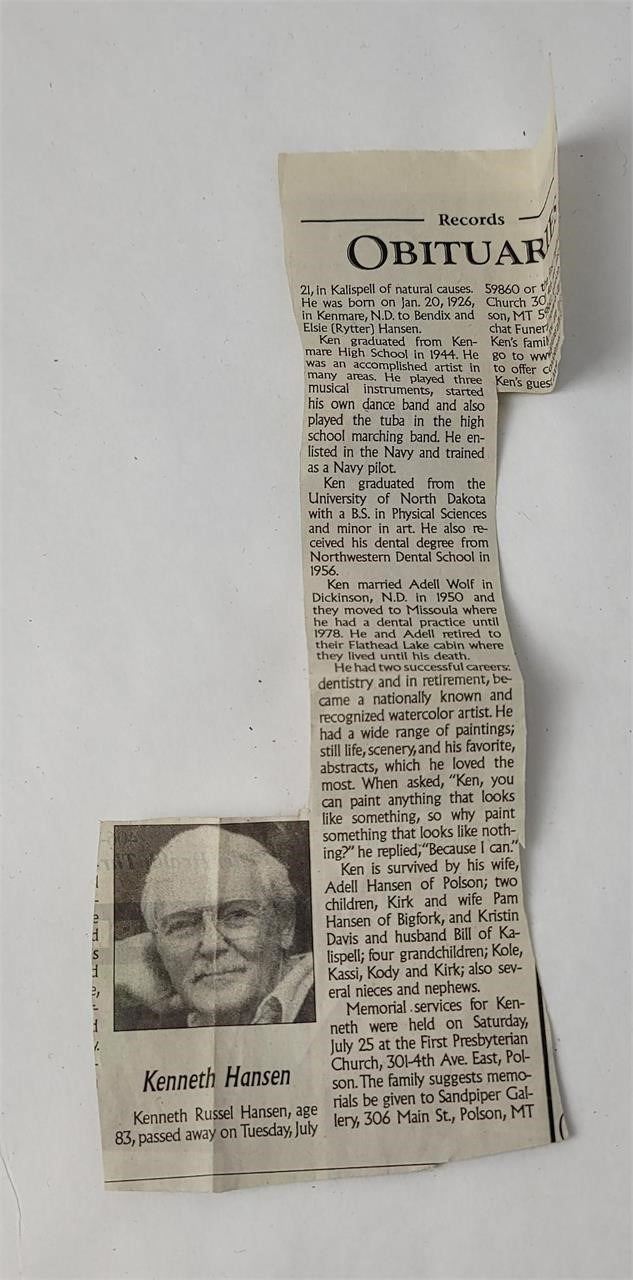 Records
OBITUAR
Kenneth Hansen
Kenneth Russel Hansen, age
83, passed away on Tuesday, July
21, in Kalispell of natural causes.
He was born on Jan. 20, 1926,
in Kenmare, N.D. to Bendix and
Elsie (Rytter) Hansen.
Ken graduated from Ken-
mare High School in 1944. He
was an accomplished artist in
many areas. He played three
musical instruments, started
his own dance band and also
played the tuba in the high
school marching band. He en-
listed in the Navy and trained
as a Navy pilot.
Ken graduated from the
University of North Dakota
with a B.S. in Physical Sciences
and minor in art. He also re-
ceived his dental degree from
Northwestern Dental School in
1956.
Ken married Adell Wolf in
Dickinson, N.D. in 1950 and
they moved to Missoula where
he had a dental practice until
1978. He and Adell retired to
their Flathead Lake cabin where
they lived until his death.
He had two successful careers:
dentistry and in retirement, be-
came a nationally known and
recognized watercolor artist. He
had a wide range of paintings;
still life, scenery, and his favorite,
abstracts, which he loved the
most. When asked, "Ken, you
can paint anything that looks
like something, so why paint
something that looks like noth-
ing?" he replied, "Because I can."
Ken is survived by his wife,
Adell Hansen of Polson; two
children, Kirk and wife Pam
Hansen of Bigfork, and Kristin
Davis and husband Bill of Ka-
lispell; four grandchildren; Kole,
Kassi, Kody and Kirk; also sev-
eral nieces and nephews.
Memorial services for Ken-
neth were held on Saturday,
July 25 at the First Presbyterian
Church, 301-4th Ave. East, Pol-
son. The family suggests memo-
rials be given to Sandpiper Gal-
lery, 306 Main St., Polson, MT
59860 or
Church 30
son, MT
chat Funer
Ken's famil
go to ww
to offer
Ken's gues